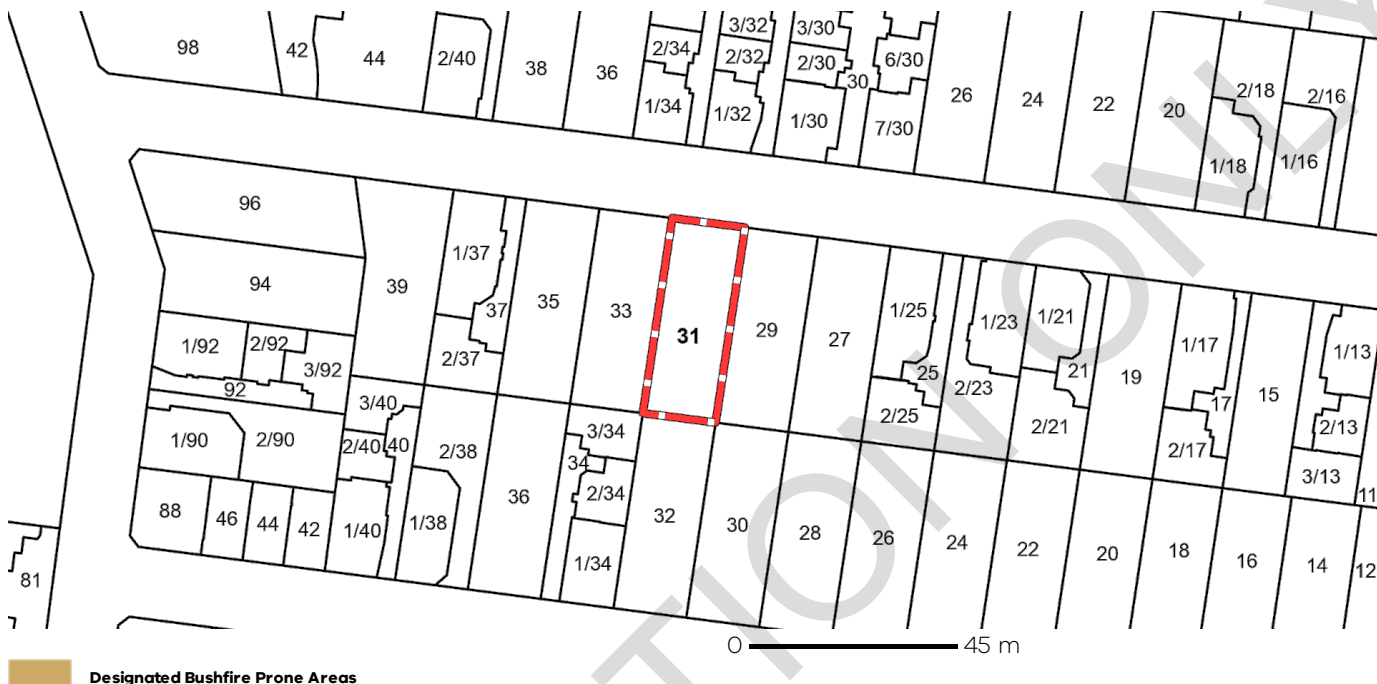 98 42 44 2/40 38 36 2/34 1/34 3/32 2/32 1/32 3/30 2/30 30 1/30 6/30 7/30 26 24 22 20 2/18 1/18 2/16 1/16
96 94 1/92 2/92 3/92 92 39 1/37 37 2/37 35 33 31 29 27 1/25 25 2/25 1/23 2/23 1/21 21 2/21 19 1/17 17 2/17 15 1/13 2/13 3/13 11
1/90 2/90 3/40 2/40 40 1/40 2/38 1/38 36 3/34 34 2/34 1/34 32 30 28 26 24 22 20 18 16 14 12
88 46 44 42
81
TION ONLY
0 45 m
Designated Bushfire Prone Areas